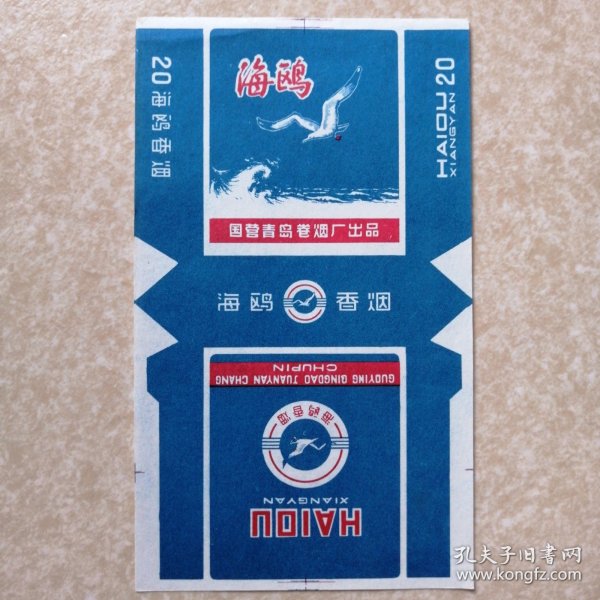 20海鸥香烟
海鸥
国营青岛卷烟厂出品
HAIOU 20
XIANGYAN
海鸥 香烟
GUOYING QINGDAO JUANYAN CHANG
CHUPIN
海鸥香烟
XIANGYAN
HAIOU
孔夫子旧书网
www.kongfz.com